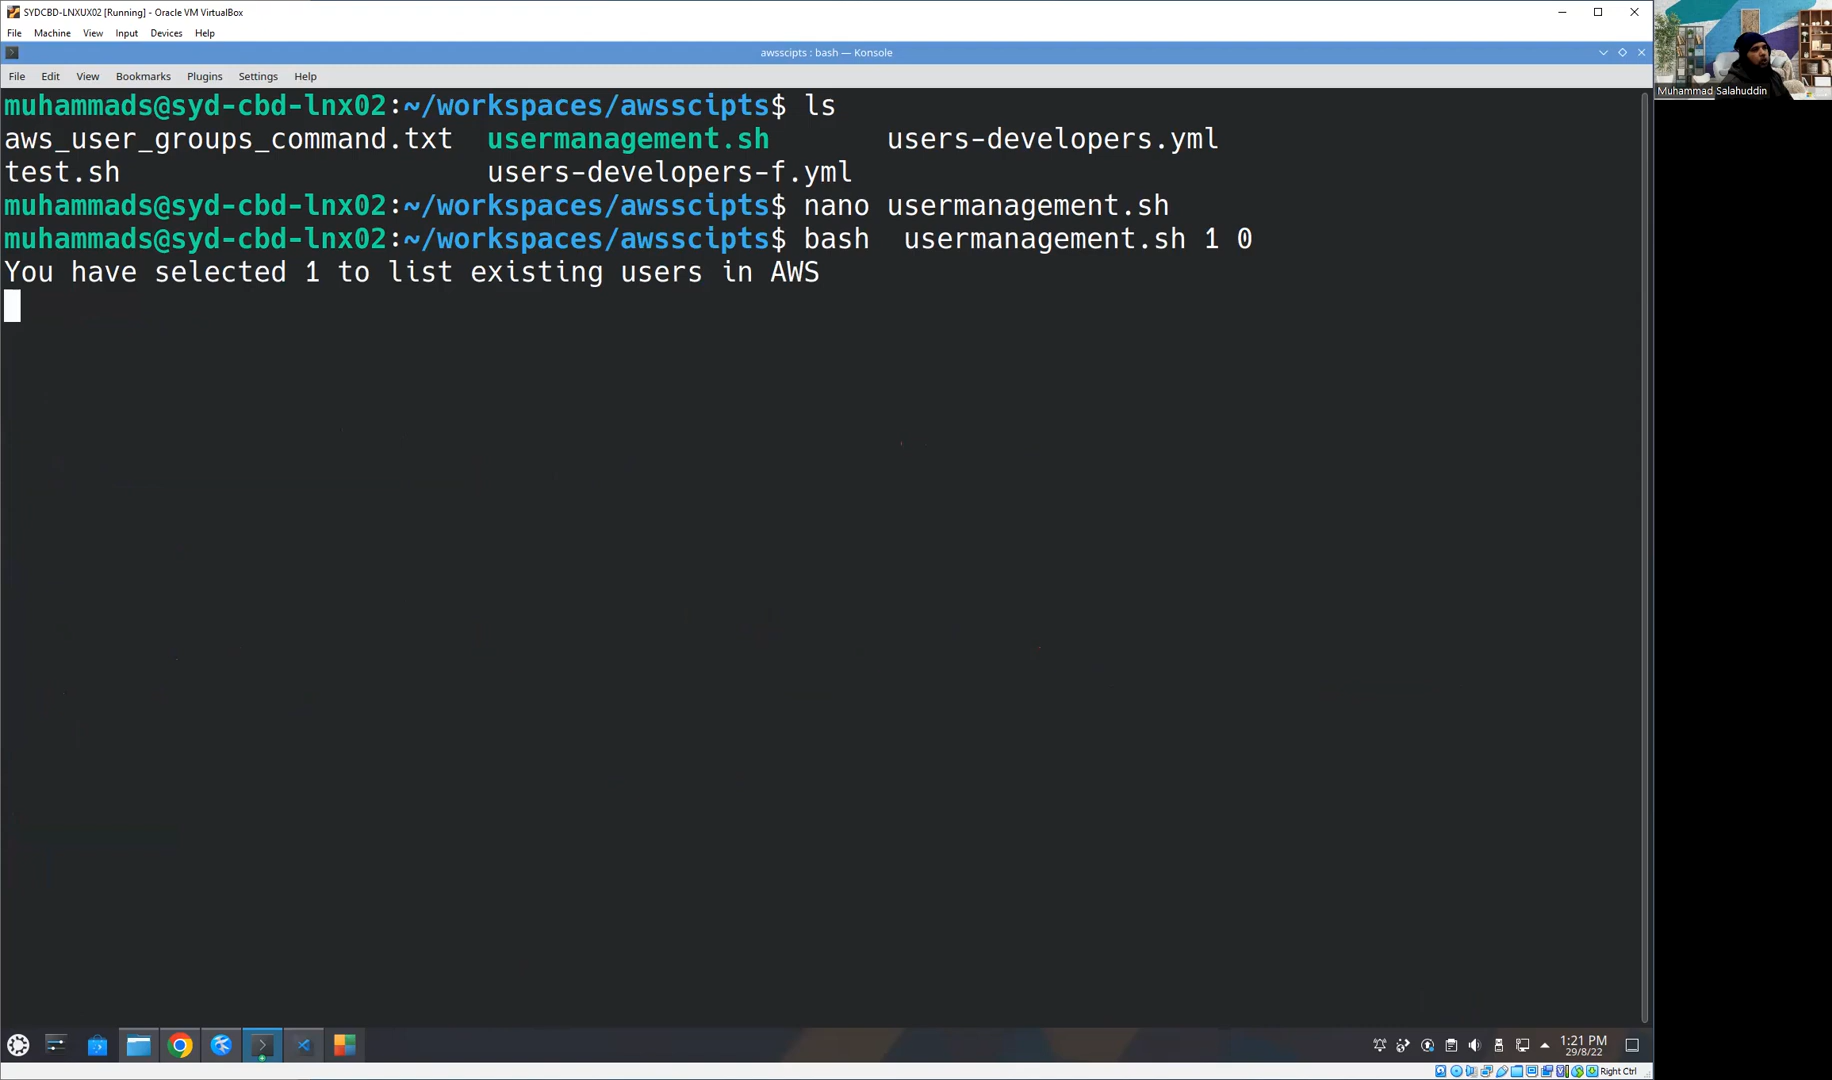 SYDCBD-LNXUX02 [Running] - Oracle VM VirtualBox
File Machine View Input Devices Help
awsscipts : bash — Konsole
File Edit View Bookmarks Plugins Settings Help
muhammads@syd-cbd-lnx02:~/workspaces/awsscipts$ ls
aws_user_groups_command.txt usermanagement.sh users-developers.yml
test.sh users-developers-f.yml
muhammads@syd-cbd-lnx02:~/workspaces/awsscipts$ nano usermanagement.sh
muhammads@syd-cbd-lnx02:~/workspaces/awsscipts$ bash  usermanagement.sh 1 0
You have selected 1 to list existing users in AWS
Muhammad Salahuddin
1:21 PM
29/8/22
Right Ctrl